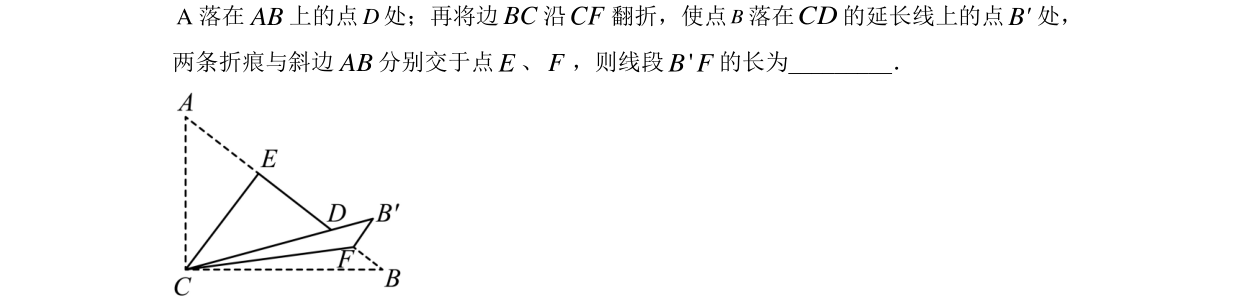 A 落在 AB 上的点 D 处；再将边 BC 沿 CF 翻折，使点 B 落在 CD 的延长线上的点 B′ 处，
两条折痕与斜边 AB 分别交于点 E 、 F ，则线段 B'F 的长为_________．
A
E
D
B′
F
C
B